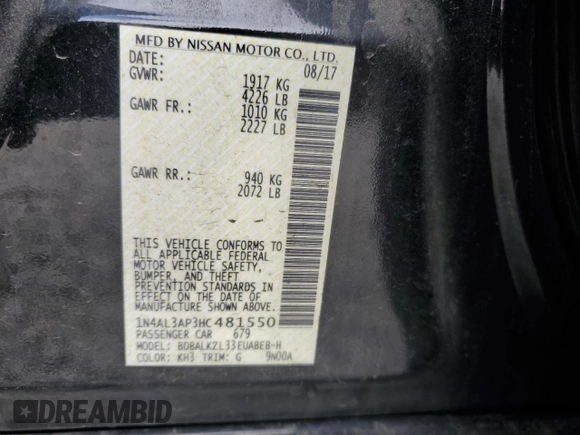 MFD BY NISSAN MOTOR CO., LTD.
DATE: 08/17
GVWR: 1917 KG
4226 LB
GAWR FR.: 1010 KG
2227 LB
GAWR RR.: 940 KG
2072 LB
THIS VEHICLE CONFORMS TO
ALL APPLICABLE FEDERAL
MOTOR VEHICLE SAFETY,
BUMPER, AND THEFT
PREVENTION STANDARDS
IN EFFECT ON THE DATE OF
MANUFACTURE SHOWN ABOVE.
1N4AL3AP3HC481550
PASSENGER CAR 679
MODEL: BDBALKZL33EUABEB-H
COLOR: KH3 TRIM: G 9N00A
DREAMBID